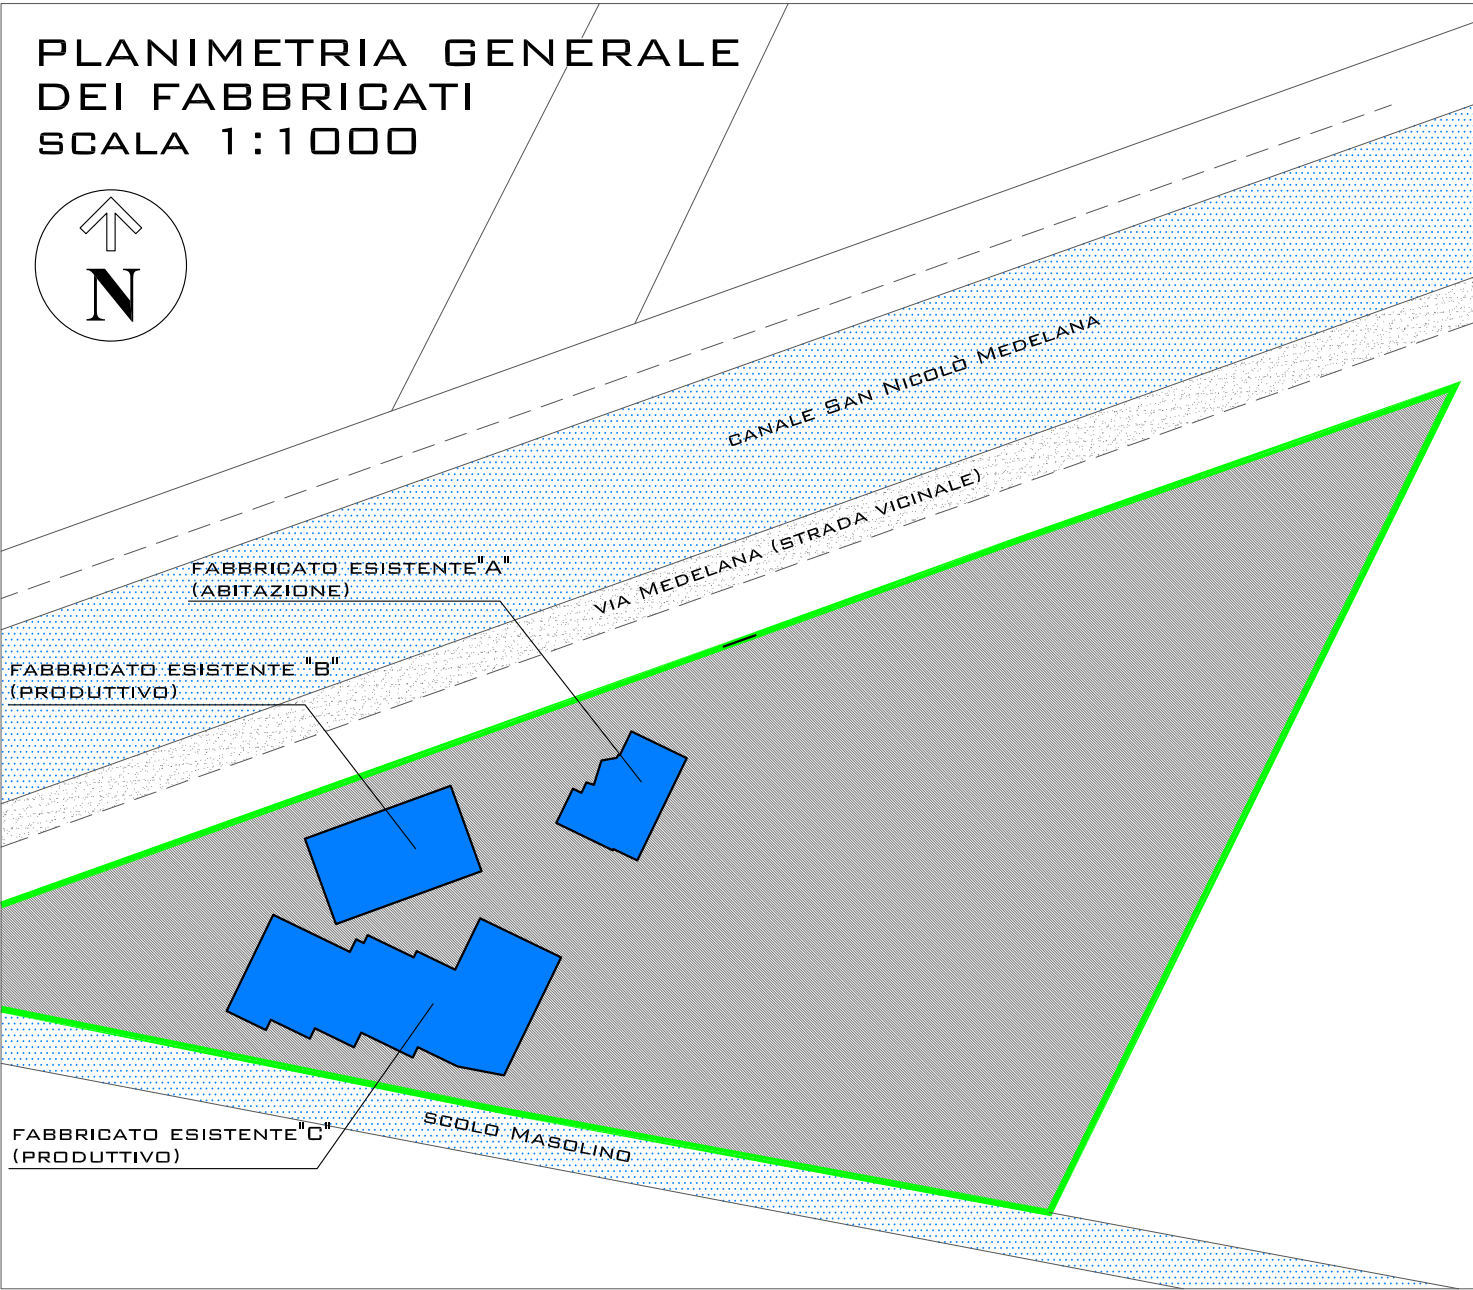 PLANIMETRIA GENERALE
DEI FABBRICATI
SCALA 1:1000
N
CANALE SAN NICOLÒ MEDELANA
VIA MEDELANA (STRADA VICINALE)
FABBRICATO ESISTENTE"A"
(ABITAZIONE)
FABBRICATO ESISTENTE "B"
(PRODUTTIVO)
FABBRICATO ESISTENTE"C"
(PRODUTTIVO)
SCOLO MASOLINO